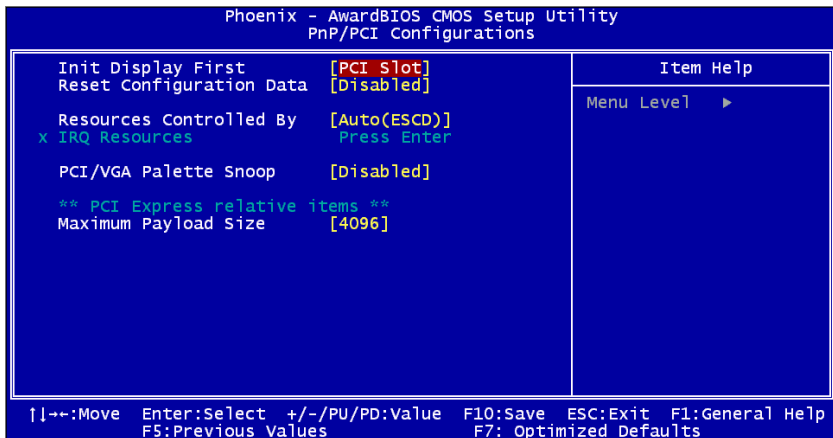 Phoenix - AwardBIOS CMOS Setup Utility
PnP/PCI Configurations
Init Display First [PCI Slot]
Reset Configuration Data [Disabled]
Resources Controlled By [Auto(ESCD)]
x IRQ Resources Press Enter
PCI/VGA Palette Snoop [Disabled]
** PCI Express relative items **
Maximum Payload Size [4096]
Item Help
Menu Level ►
↑↓→←:Move Enter:Select +/-/PU/PD:Value F10:Save ESC:Exit F1:General Help
F5:Previous Values F7: Optimized Defaults